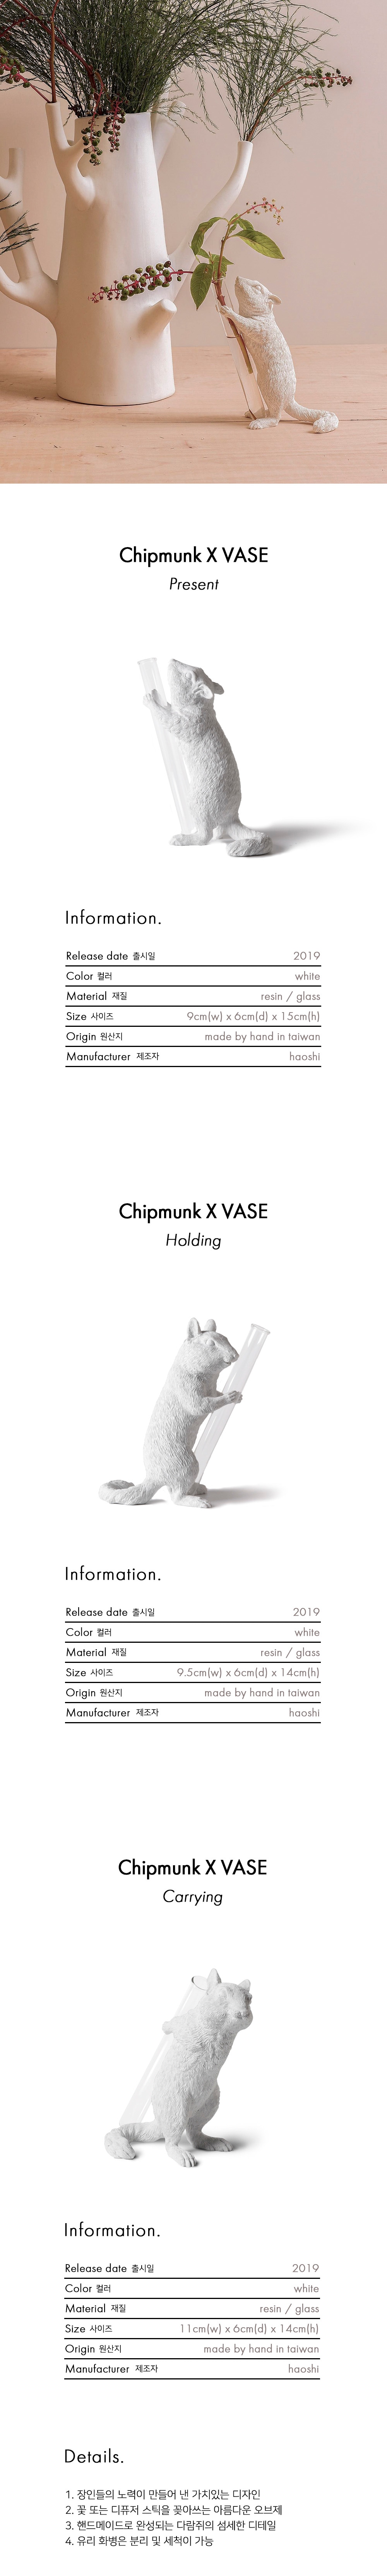 Chipmunk X VASE
Present
Information.
Release date 출시일 2019
Color 컬러 white
Material 재질 resin / glass
Size 사이즈 9cm(w) x 6cm(d) x 15cm(h)
Origin 원산지 made by hand in taiwan
Manufacturer 제조자 haoshi
Chipmunk X VASE
Holding
Information.
Release date 출시일 2019
Color 컬러 white
Material 재질 resin / glass
Size 사이즈 9.5cm(w) x 6cm(d) x 14cm(h)
Origin 원산지 made by hand in taiwan
Manufacturer 제조자 haoshi
Chipmunk X VASE
Carrying
Information.
Release date 출시일 2019
Color 컬러 white
Material 재질 resin / glass
Size 사이즈 11cm(w) x 6cm(d) x 14cm(h)
Origin 원산지 made by hand in taiwan
Manufacturer 제조자 haoshi
Details.
1. 장인들의 노력이 만들어 낸 가치있는 디자인
2. 꽃 또는 디퓨저 스틱을 꽂아쓰는 아름다운 오브제
3. 핸드메이드로 완성되는 다람쥐의 섬세한 디테일
4. 유리 화병은 분리 및 세척이 가능